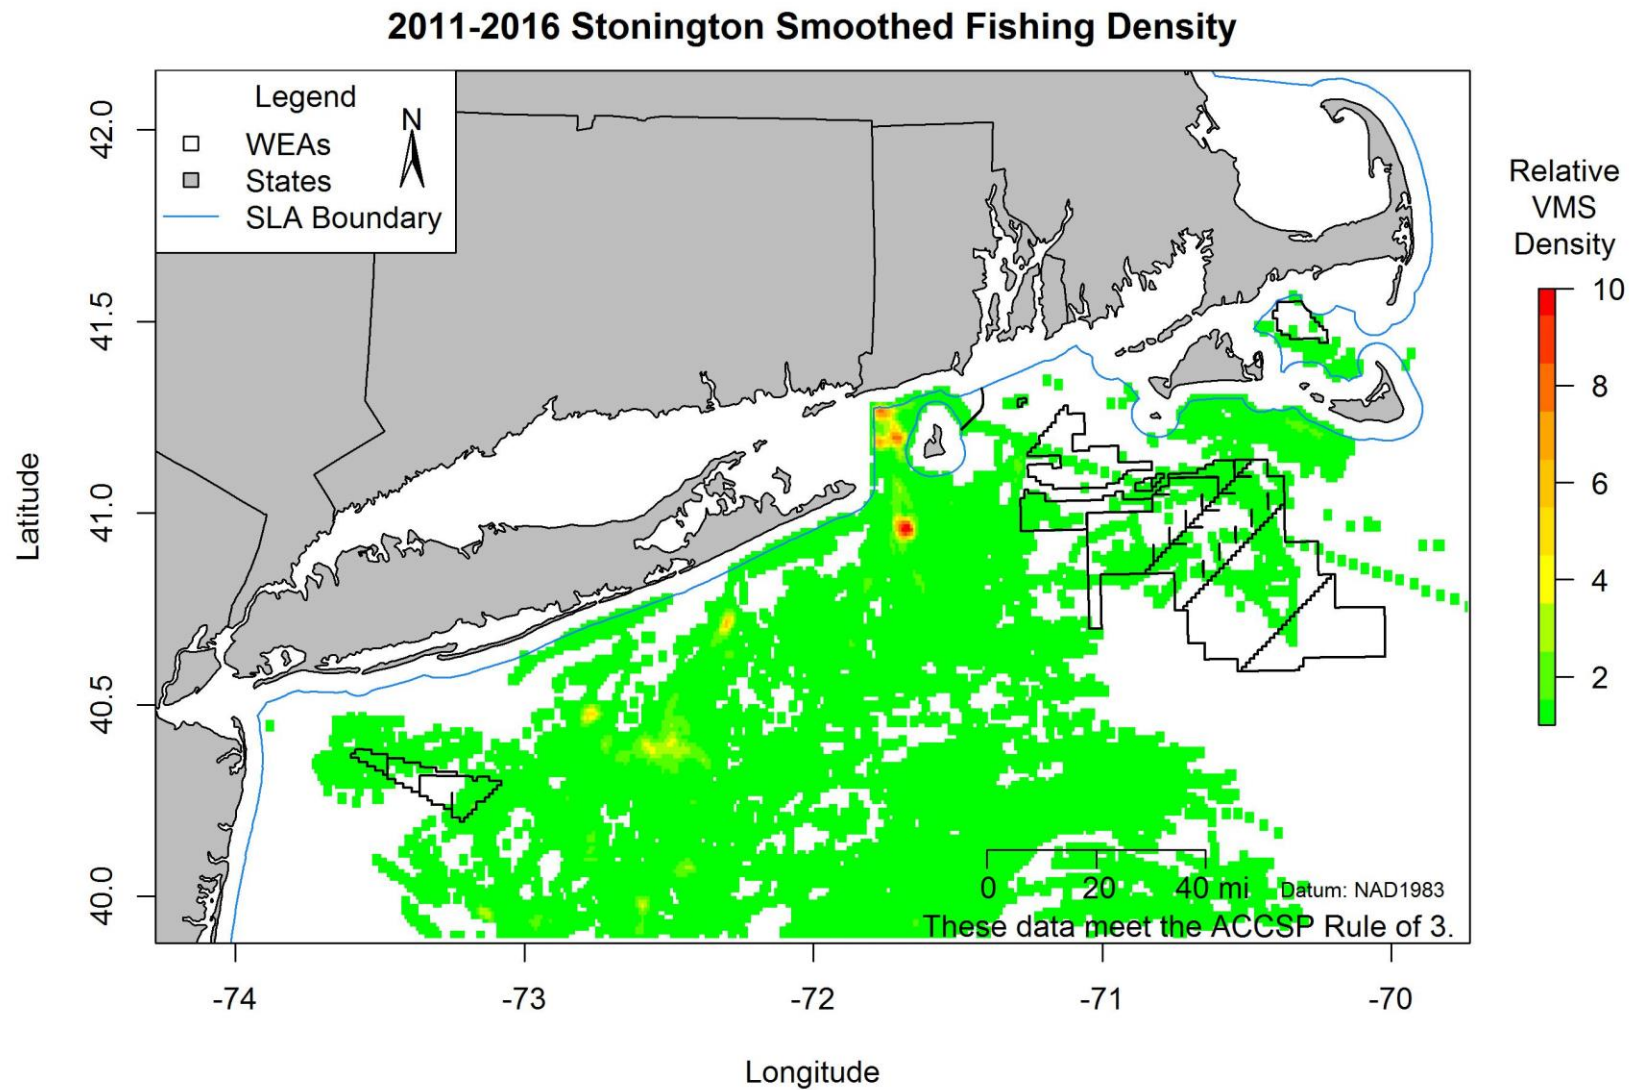 2011-2016 Stonington Smoothed Fishing Density
Legend
WEAs
States
SLA Boundary
N
Relative
VMS
Density
10
8
6
4
2
42.0
41.5
41.0
40.5
40.0
Latitude
0 20 40 mi Datum: NAD1983
These data meet the ACCSP Rule of 3.
-74 -73 -72 -71 -70
Longitude